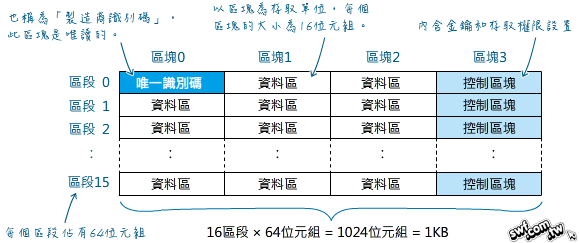 也稱為「製造商識別碼」，
此區塊是唯讀的。
以區塊為存取單位，每個
區塊的大小為16位元組。
內含金鑰和存取權限設置
區塊0 區塊1 區塊2 區塊3
區段 0 唯一識別碼 資料區 資料區 控制區塊
區段 1 資料區 資料區 資料區 控制區塊
區段 2 資料區 資料區 資料區 控制區塊
: : : : :
區段15 資料區 資料區 資料區 控制區塊
每個區段佔有64位元組
16區段 × 64位元組 = 1024位元組 = 1KB
swf.com.tw